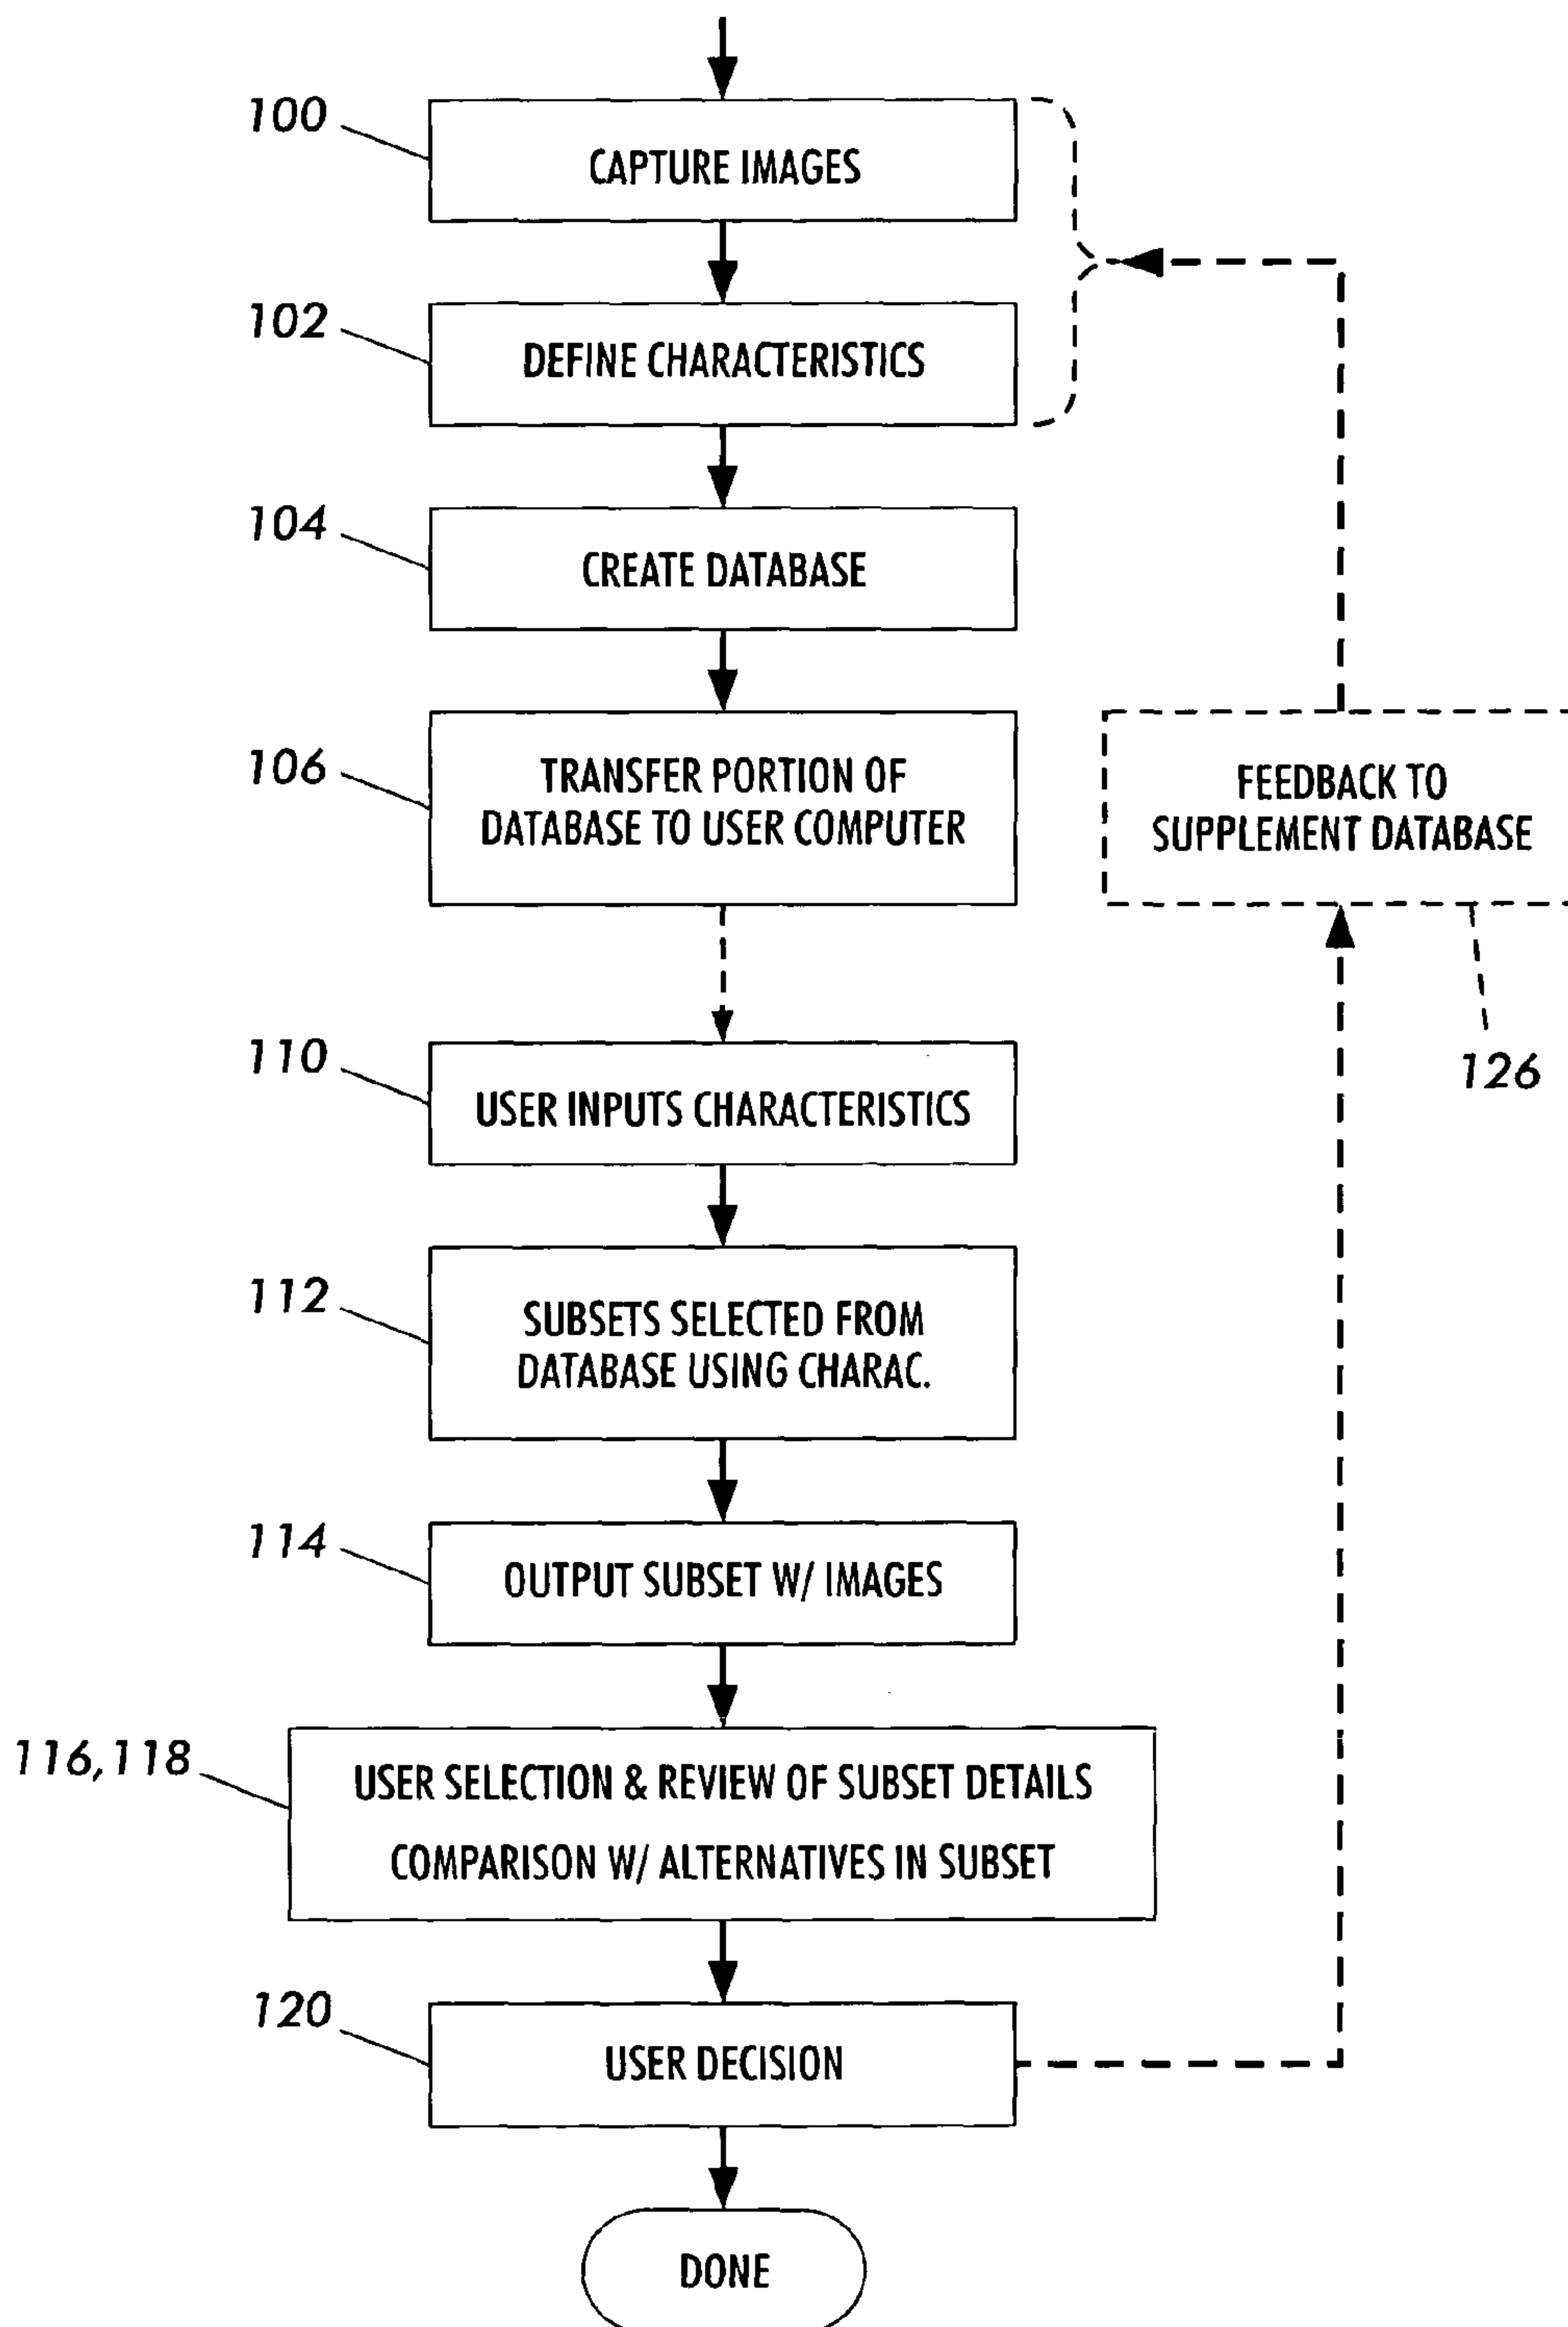 100
CAPTURE IMAGES
102
DEFINE CHARACTERISTICS
104
CREATE DATABASE
106
TRANSFER PORTION OF
DATABASE TO USER COMPUTER
FEEDBACK TO
SUPPLEMENT DATABASE
126
110
USER INPUTS CHARACTERISTICS
112
SUBSETS SELECTED FROM
DATABASE USING CHARAC.
114
OUTPUT SUBSET W/ IMAGES
116,118
USER SELECTION & REVIEW OF SUBSET DETAILS
COMPARISON W/ ALTERNATIVES IN SUBSET
120
USER DECISION
DONE